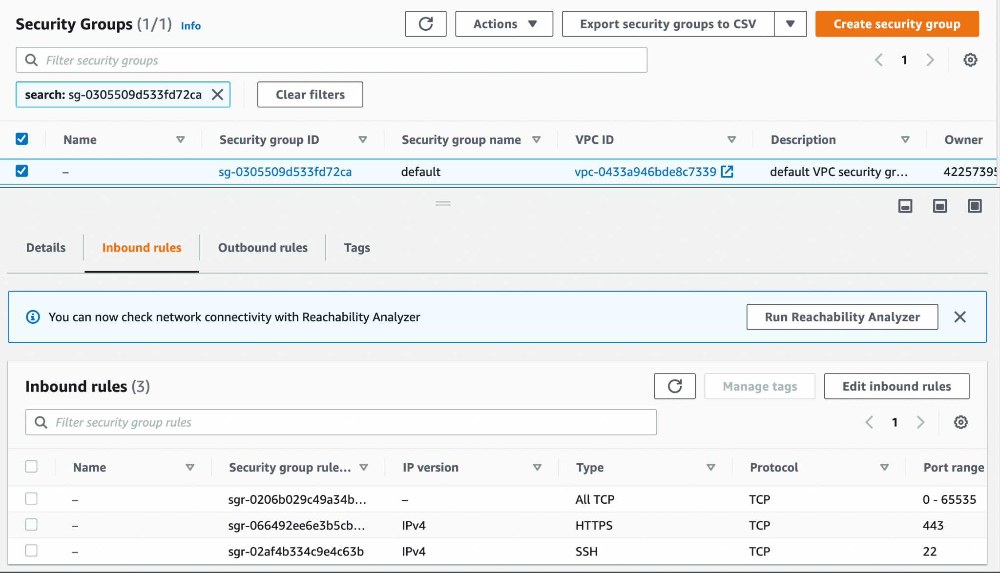 Security Groups (1/1) Info Actions Export security groups to CSV Create security group
Filter security groups 1
search: sg-0305509d533fd72ca Clear filters
Name Security group ID Security group name VPC ID Description Owner
– sg-0305509d533fd72ca default vpc-0433a946bde8c7339 default VPC security gr... 42257395
Details Inbound rules Outbound rules Tags
You can now check network connectivity with Reachability Analyzer Run Reachability Analyzer
Inbound rules (3) Manage tags Edit inbound rules
Filter security group rules 1
Name Security group rule... IP version Type Protocol Port range
– sgr-0206b029c49a34b... – All TCP TCP 0 - 65535
– sgr-066492ee6e3b5cb... IPv4 HTTPS TCP 443
– sgr-02af4b334c9e4c63b IPv4 SSH TCP 22